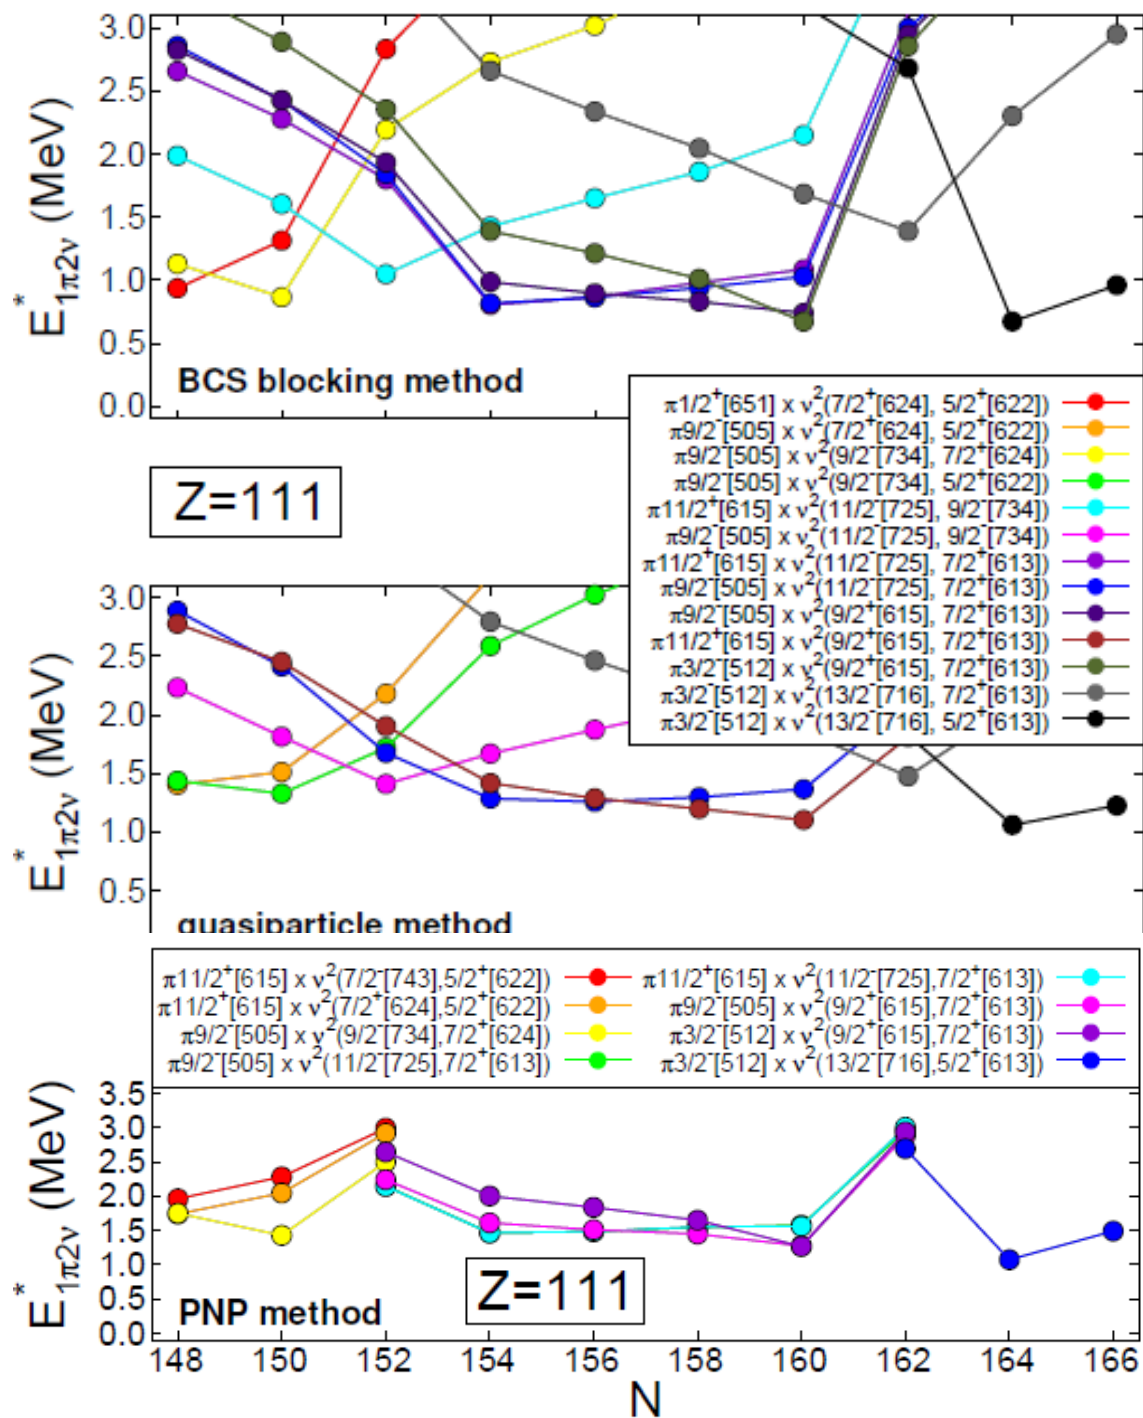 3.0
2.5
2.0
1.5
1.0
0.5
0.0
E*1π2ν (MeV)
BCS blocking method
π1/2+[651] x ν2(7/2+[624], 5/2+[622])
π9/2-[505] x ν2(7/2+[624], 5/2+[622])
π9/2-[505] x ν2(9/2-[734], 7/2+[624])
π9/2-[505] x ν2(9/2-[734], 5/2+[622])
π11/2+[615] x ν2(11/2-[725], 9/2-[734])
π9/2-[505] x ν2(11/2-[725], 9/2-[734])
π11/2+[615] x ν2(11/2-[725], 7/2+[613])
π9/2-[505] x ν2(11/2-[725], 7/2+[613])
π9/2-[505] x ν2(9/2+[615], 7/2+[613])
π11/2+[615] x ν2(9/2+[615], 7/2+[613])
π3/2-[512] x ν2(9/2+[615], 7/2+[613])
π3/2-[512] x ν2(13/2-[716], 7/2+[613])
π3/2-[512] x ν2(13/2-[716], 5/2+[613])
Z=111
3.0
2.5
2.0
1.5
1.0
0.5
E*1π2ν (MeV)
quasiparticle method
π11/2+[615] x ν2(7/2-[743],5/2+[622])
π11/2+[615] x ν2(7/2+[624],5/2+[622])
π9/2-[505] x ν2(9/2-[734],7/2+[624])
π9/2-[505] x ν2(11/2-[725],7/2+[613])
π11/2+[615] x ν2(11/2-[725],7/2+[613])
π9/2-[505] x ν2(9/2+[615],7/2+[613])
π3/2-[512] x ν2(9/2+[615],7/2+[613])
π3/2-[512] x ν2(13/2-[716],5/2+[613])
3.5
3.0
2.5
2.0
1.5
1.0
0.5
0.0
E*1π2ν (MeV)
PNP method
Z=111
148 150 152 154 156 158 160 162 164 166
N